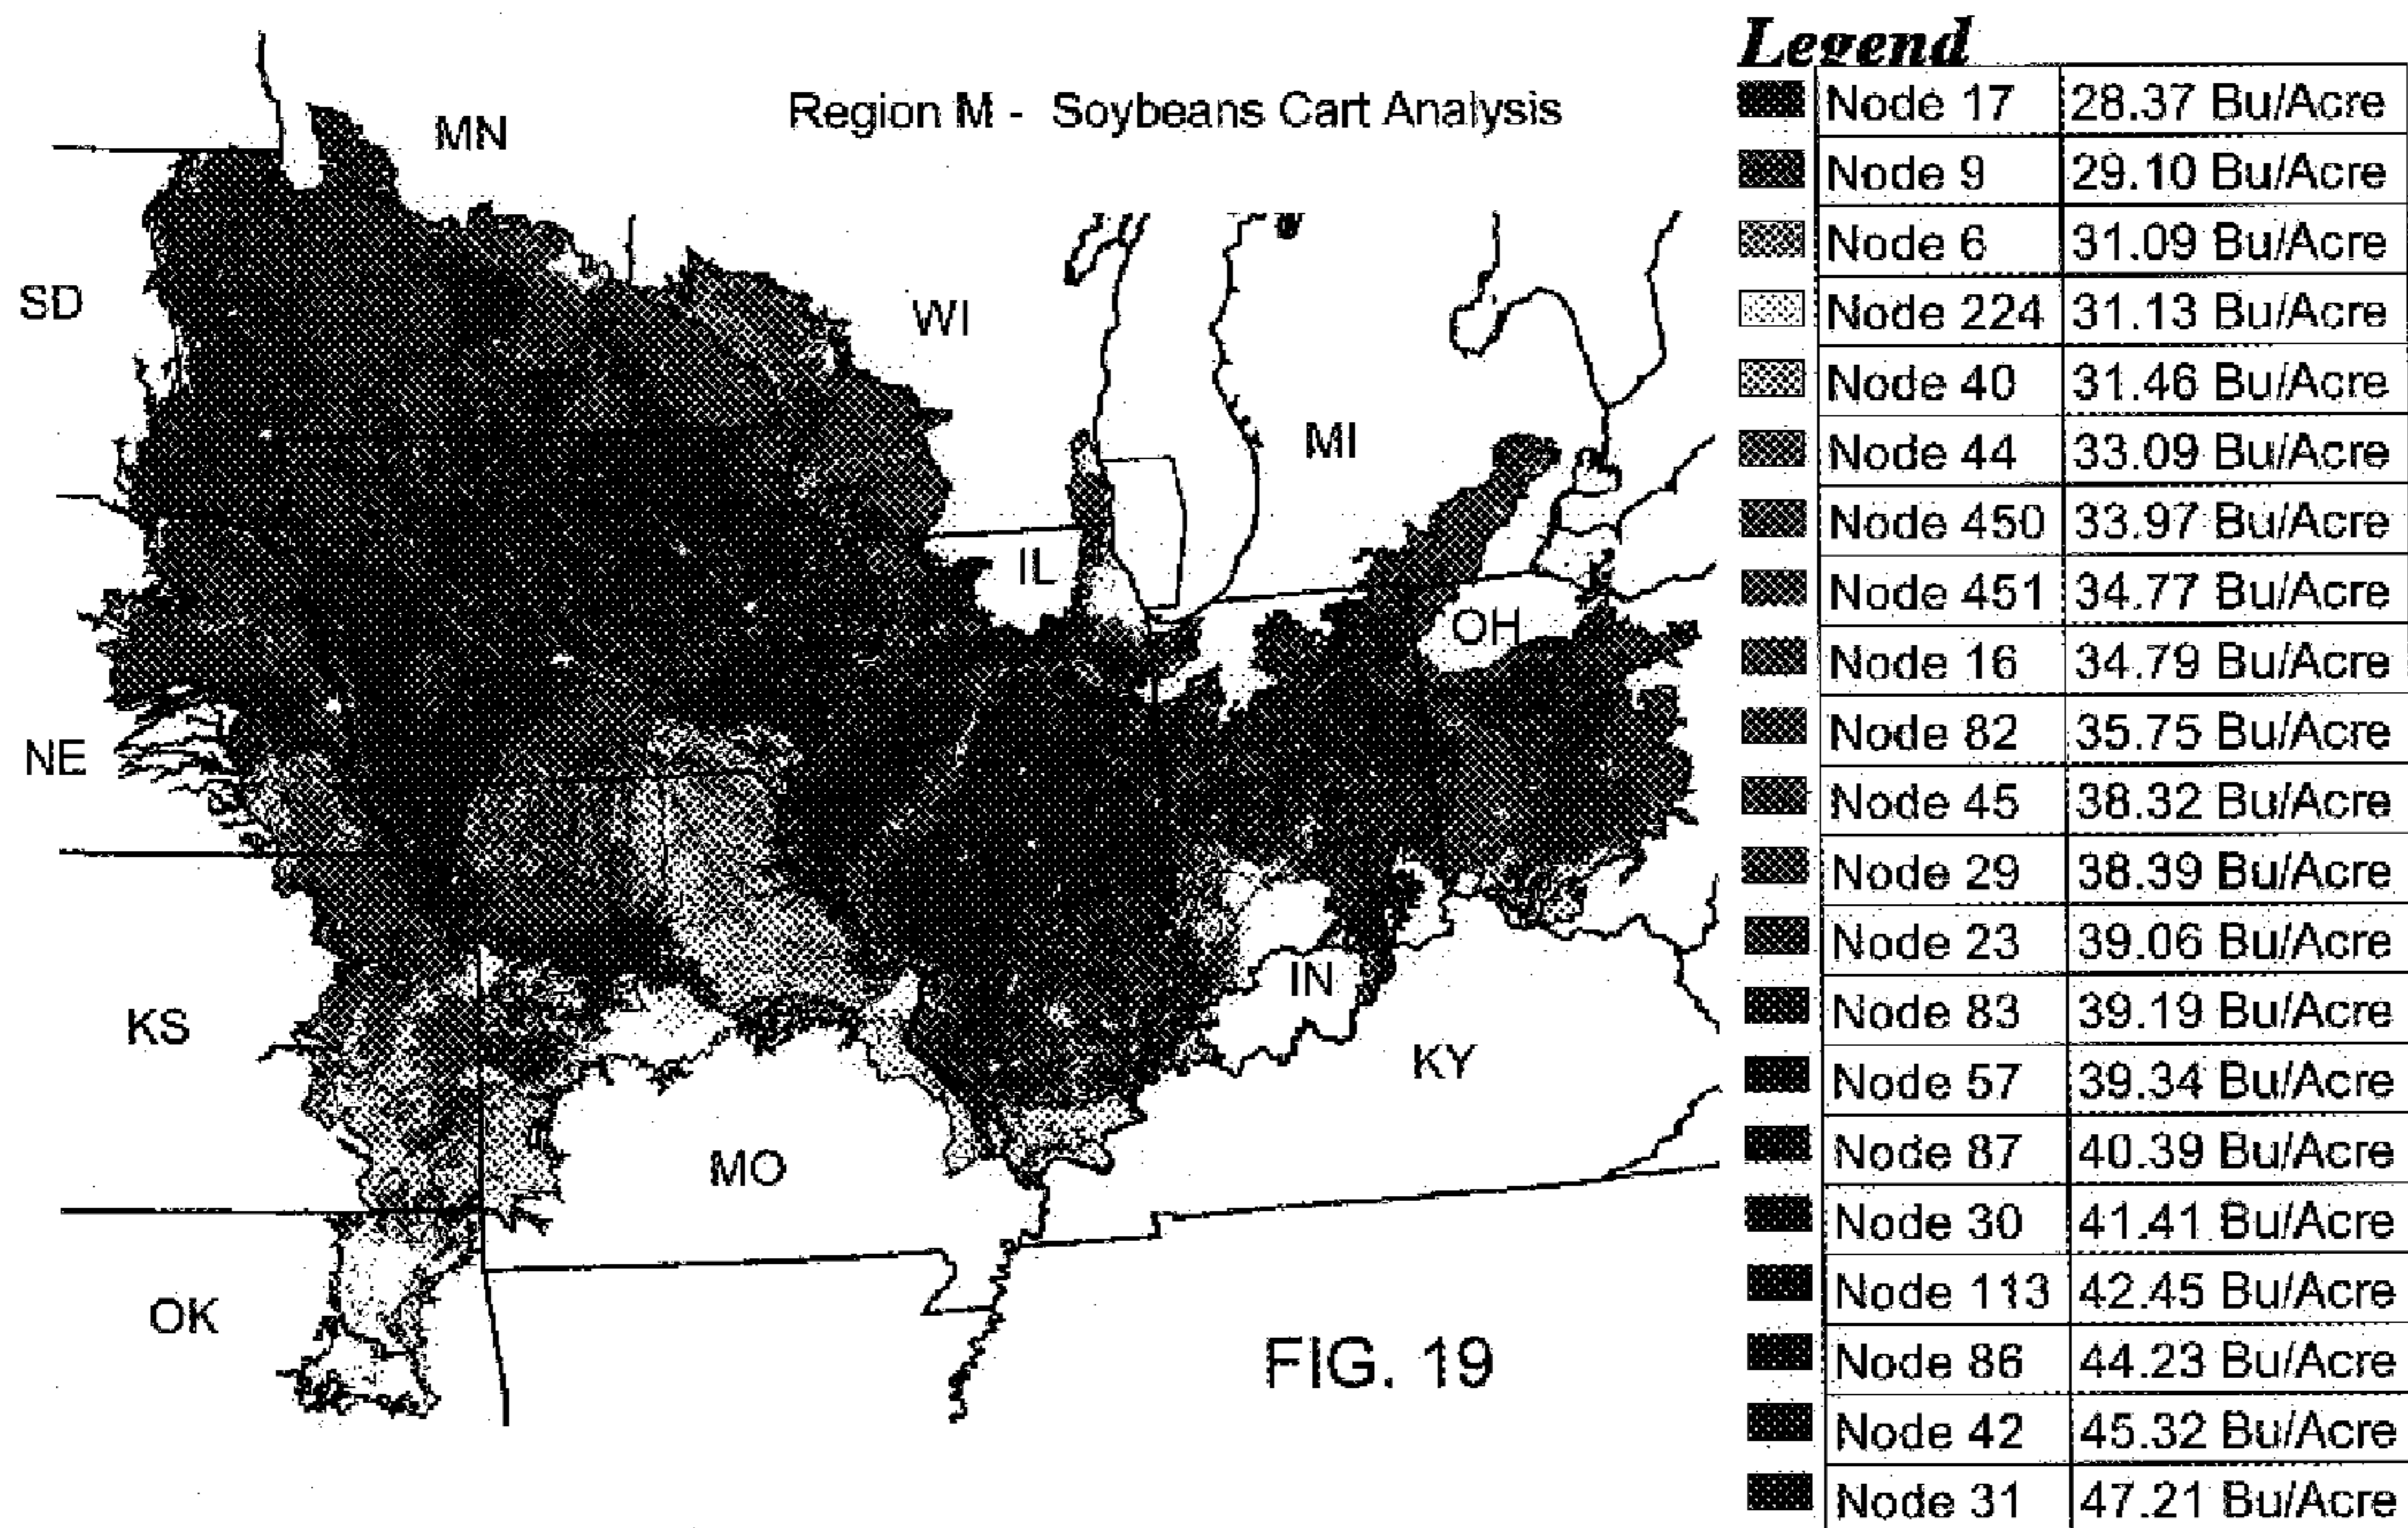 Legend
Region M - Soybeans Cart Analysis
MN
SD
WI
MI
IL
OH
NE
IN
KS
KY
MO
OK
FIG. 19
Node 17 28.37 Bu/Acre
Node 9 29.10 Bu/Acre
Node 6 31.09 Bu/Acre
Node 224 31.13 Bu/Acre
Node 40 31.46 Bu/Acre
Node 44 33.09 Bu/Acre
Node 450 33.97 Bu/Acre
Node 451 34.77 Bu/Acre
Node 16 34.79 Bu/Acre
Node 82 35.75 Bu/Acre
Node 45 38.32 Bu/Acre
Node 29 38.39 Bu/Acre
Node 23 39.06 Bu/Acre
Node 83 39.19 Bu/Acre
Node 57 39.34 Bu/Acre
Node 87 40.39 Bu/Acre
Node 30 41.41 Bu/Acre
Node 113 42.45 Bu/Acre
Node 86 44.23 Bu/Acre
Node 42 45.32 Bu/Acre
Node 31 47.21 Bu/Acre